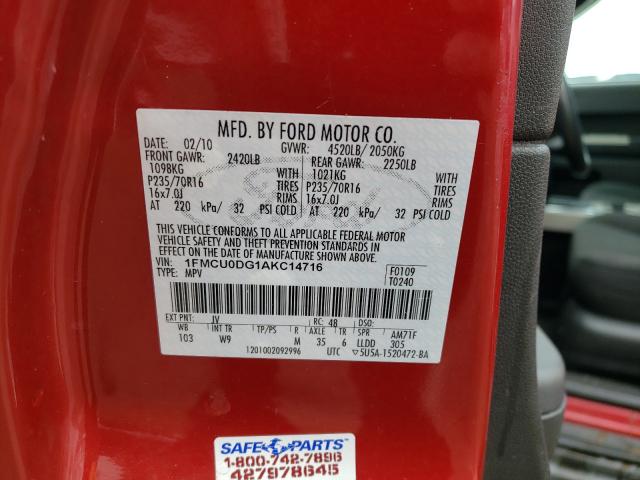 MFD. BY FORD MOTOR CO.
DATE: 02/10 GVWR: 4520LB/ 2050KG
FRONT GAWR: 2420LB REAR GAWR: 2250LB
1098KG WITH 1021KG WITH
P235/70R16 TIRES P235/70R16 TIRES
16x7.0J RIMS 16x7.0J RIMS
AT 220 kPa/ 32 PSI COLD AT 220 kPa/ 32 PSI COLD
THIS VEHICLE CONFORMS TO ALL APPLICABLE FEDERAL MOTOR
VEHICLE SAFETY AND THEFT PREVENTION STANDARDS IN
EFFECT ON THE DATE OF MANUFACTURE SHOWN ABOVE.
VIN: 1FMCU0DG1AKC14716
TYPE: MPV
F0109
T0240
EXT PNT: JV RC: 48 DSO:
WB INT TR TP/PS R AXLE TR SPR AM71F
103 W9 M 35 6 LLDD 305
1201002092996 UTC ▽5U5A-1520472-BA
Ford
SAFE PARTS
1-800-742-7896
427978645